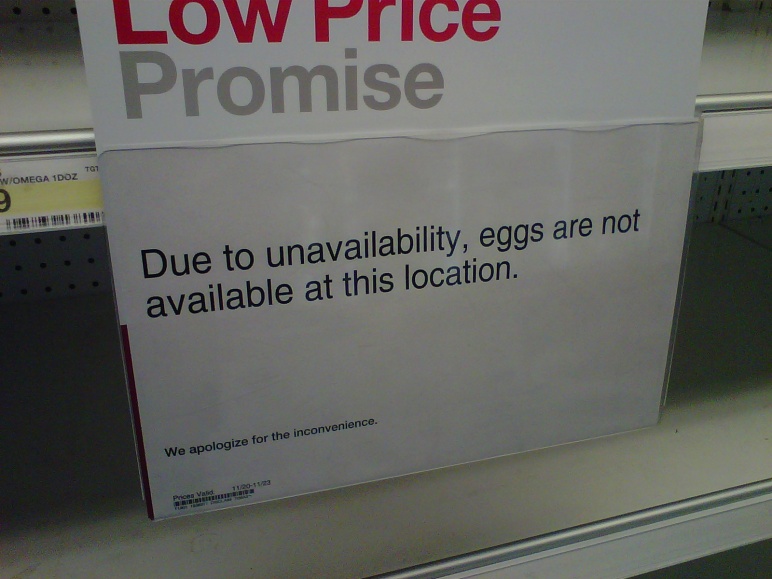 Low Price
Promise
W/OMEGA 1DOZ TGT
9
Due to unavailability, eggs are not
available at this location.
We apologize for the inconvenience.
Prices Valid 11/20-11/23